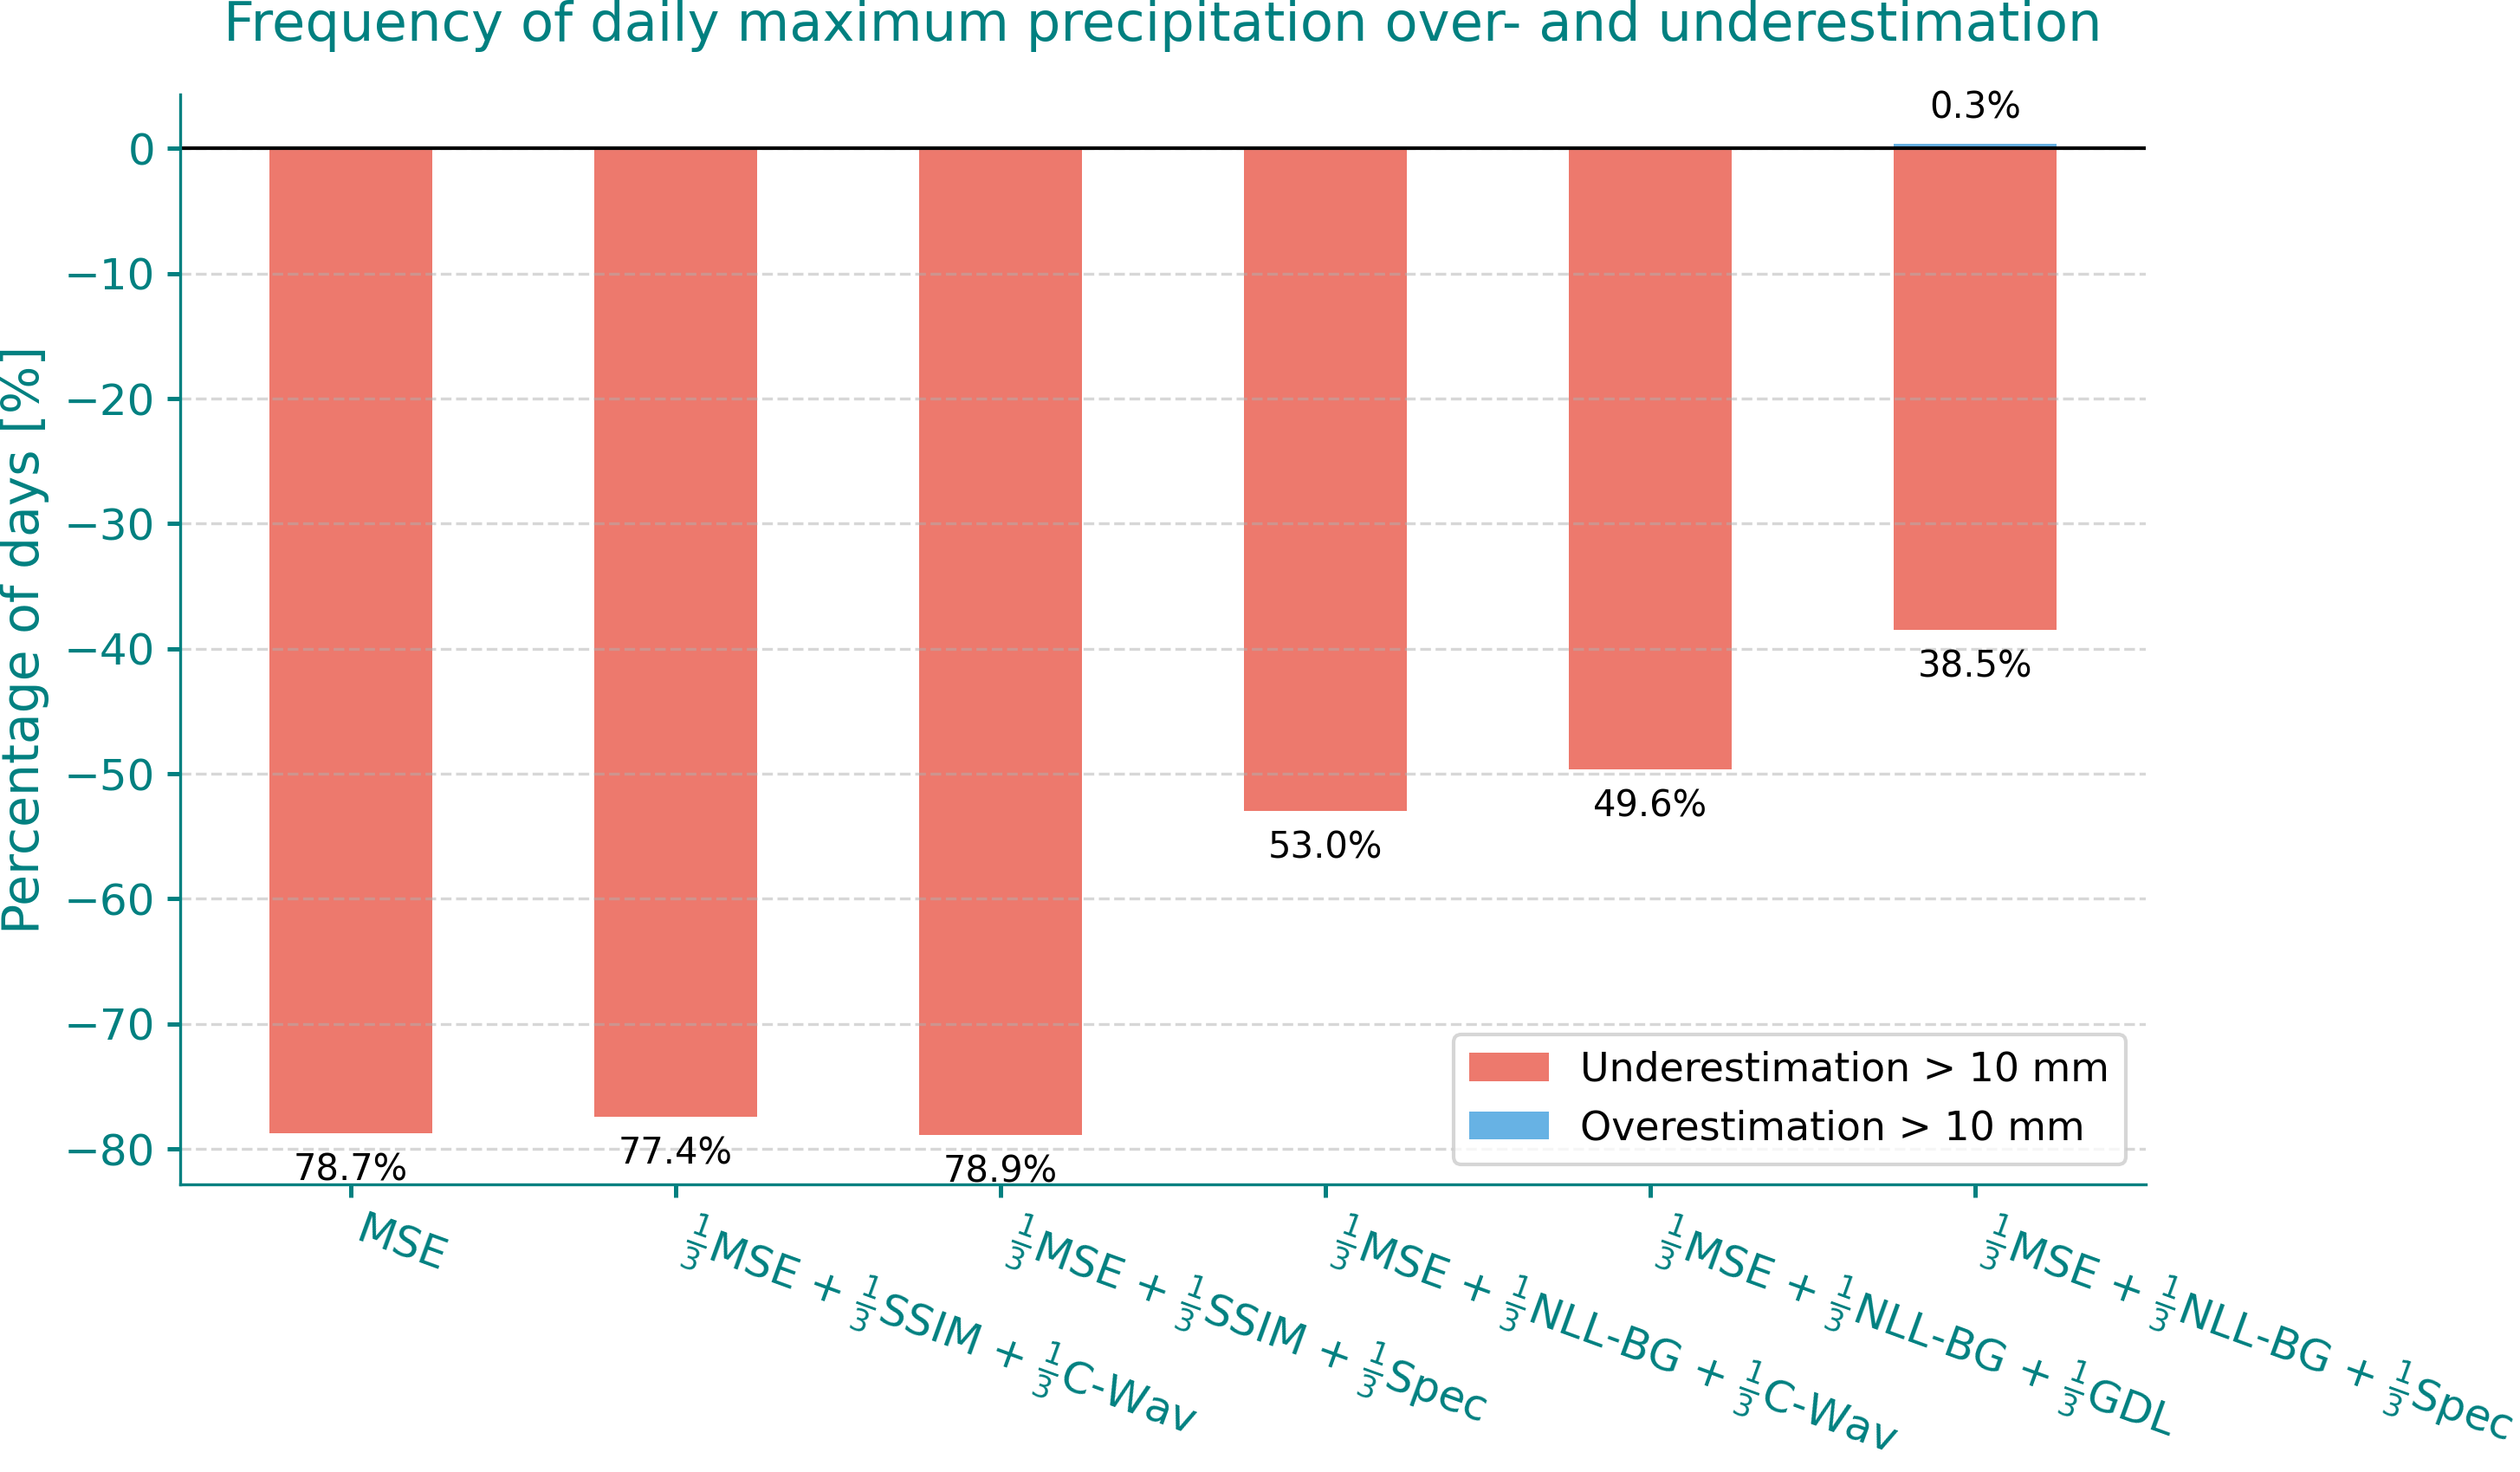 Frequency of daily maximum precipitation over- and underestimation
0.3%
0
−10
−20
−30
−40
−50
−60
−70
−80
Percentage of days [%]
38.5%
49.6%
53.0%
77.4%
78.7%
78.9%
Underestimation > 10 mm
Overestimation > 10 mm
MSE
1/3MSE + 1/3SSIM + 1/3C-Wav
1/3MSE + 1/3SSIM + 1/3Spec
1/3MSE + 1/3NLL-BG + 1/3C-Wav
1/3MSE + 1/3NLL-BG + 1/3GDL
1/3MSE + 1/3NLL-BG + 1/3Spec